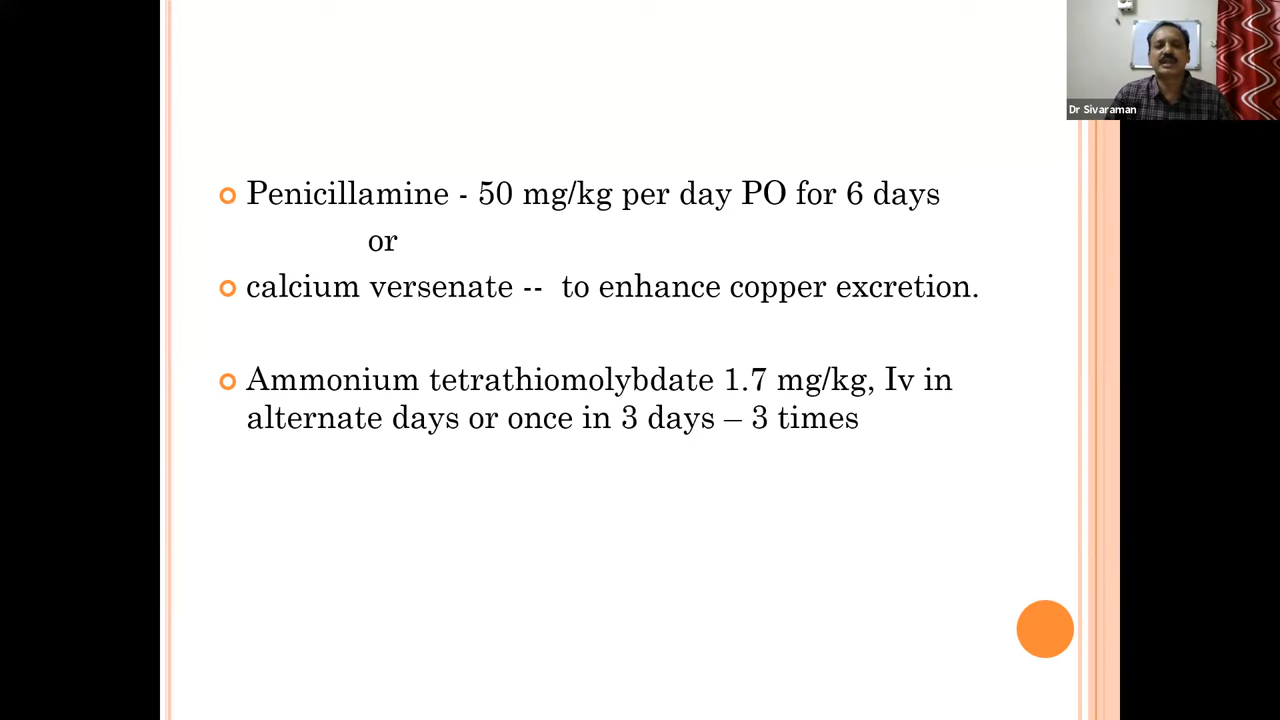 Dr Sivaraman
Penicillamine - 50 mg/kg per day PO for 6 days
or
calcium versenate -- to enhance copper excretion.
Ammonium tetrathiomolybdate 1.7 mg/kg, Iv in
alternate days or once in 3 days – 3 times